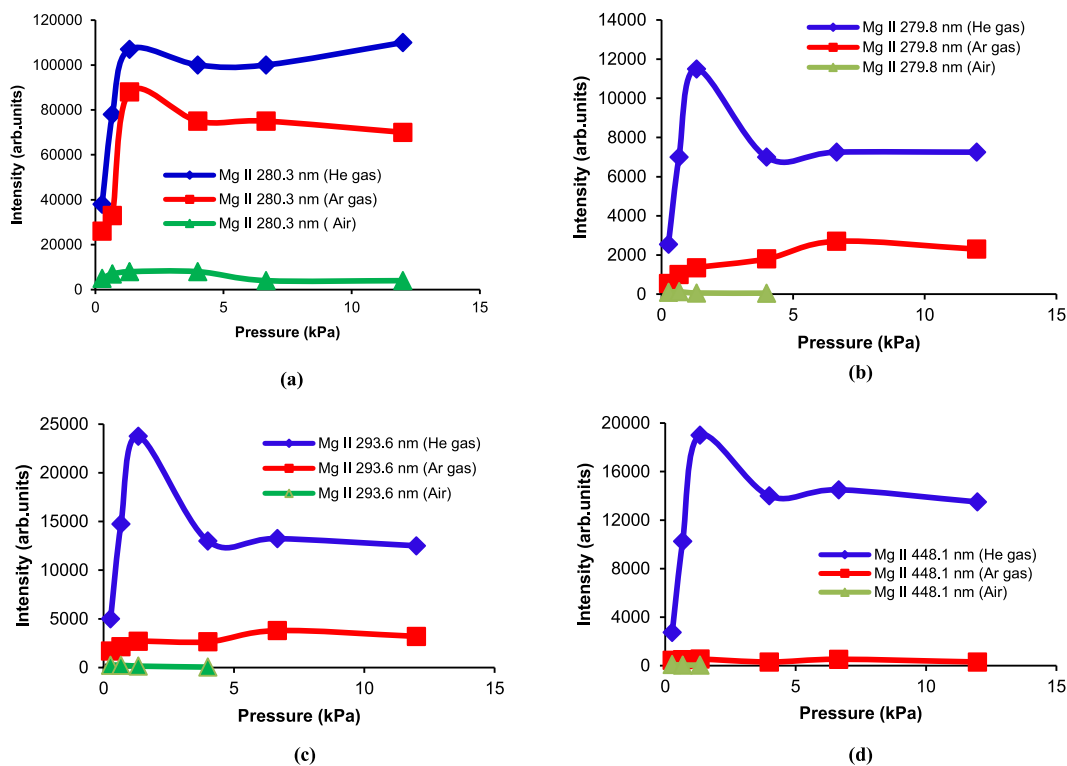 120000
100000
80000
60000
40000
20000
0
Intensity (arb.units)
Mg II 280.3 nm (He gas)
Mg II 280.3 nm (Ar gas)
Mg II 280.3 nm ( Air)
0 5 10 15
Pressure (kPa)
(a)
14000
12000
10000
8000
6000
4000
2000
0
Intensity (arb.units)
Mg II 279.8 nm (He gas)
Mg II 279.8 nm (Ar gas)
Mg II 279.8 nm (Air)
0 5 10 15
Pressure (kPa)
(b)
25000
20000
15000
10000
5000
0
Intensity (arb.units)
Mg II 293.6 nm (He gas)
Mg II 293.6 nm (Ar gas)
Mg II 293.6 nm (Air)
0 5 10 15
Pressure (kPa)
(c)
20000
16000
12000
8000
4000
0
Intensity (arb.units)
Mg II 448.1 nm (He gas)
Mg II 448.1 nm (Ar gas)
Mg II 448.1 nm (Air)
0 5 10 15
Pressure (kPa)
(d)